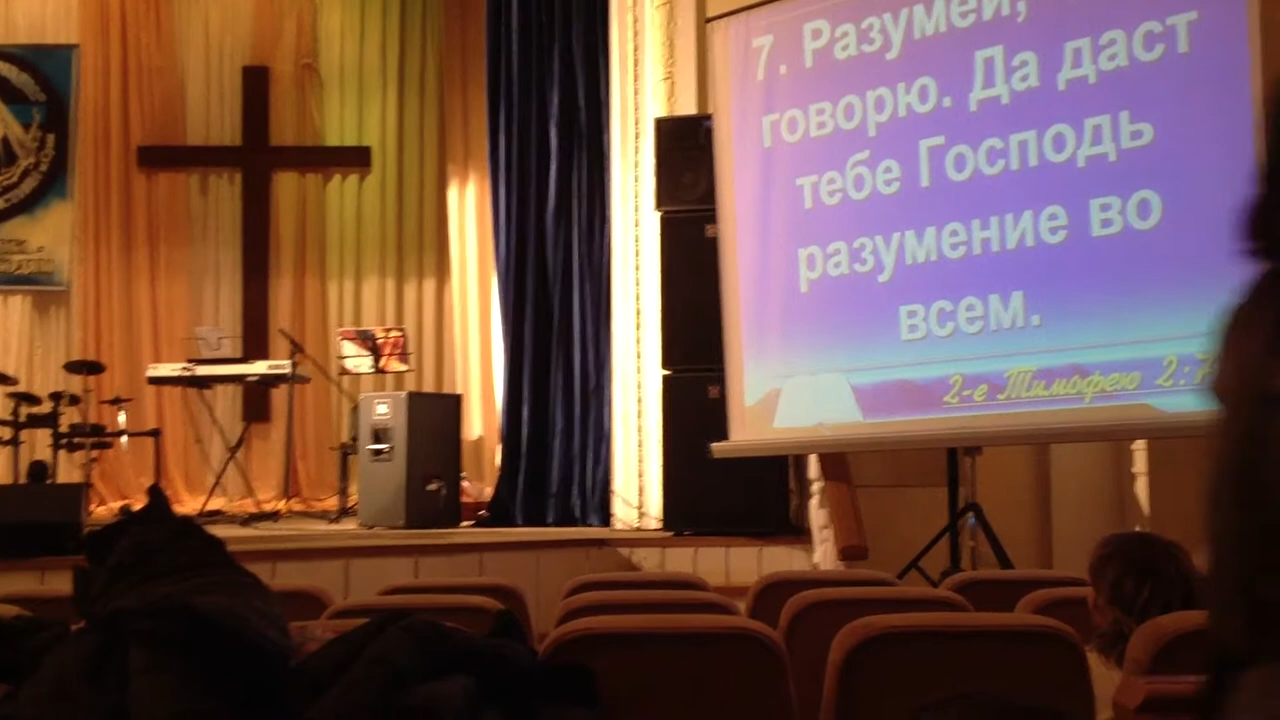 7. Разумей,
говорю. Да даст
тебе Господь
разумение во
всем.
2-е Тимофею 2:7